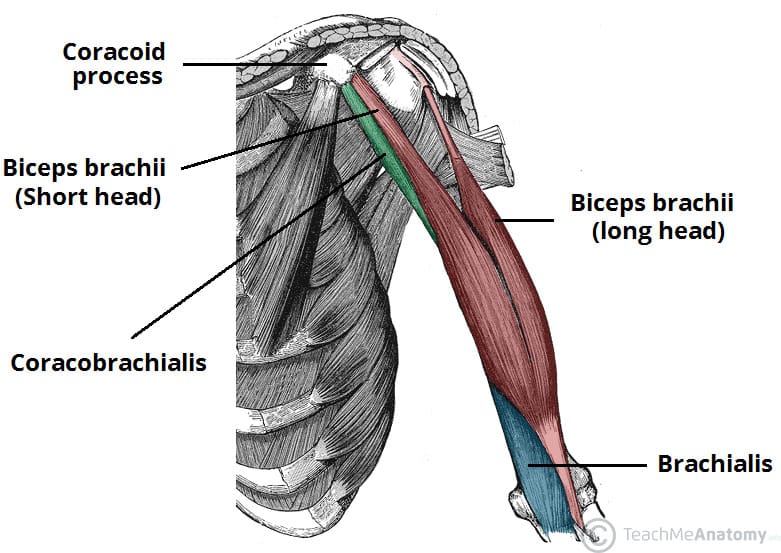 Coracoid
process
Biceps brachii
(Short head)
Biceps brachii
(long head)
Coracobrachialis
Brachialis
© TeachMeAnatomy